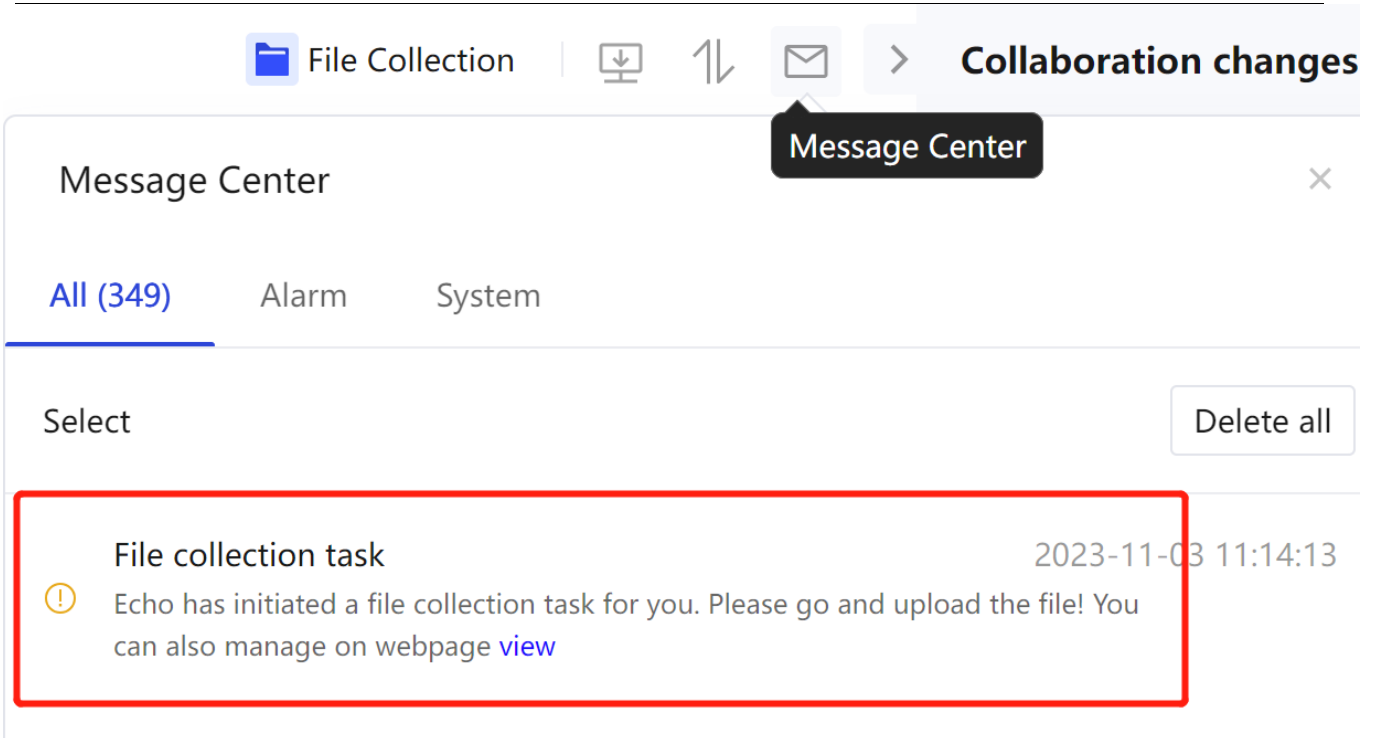 File Collection
Collaboration changes
Message Center
Message Center
All (349)
Alarm
System
Select
Delete all
File collection task
2023-11-03 11:14:13
Echo has initiated a file collection task for you. Please go and upload the file! You
can also manage on webpage view